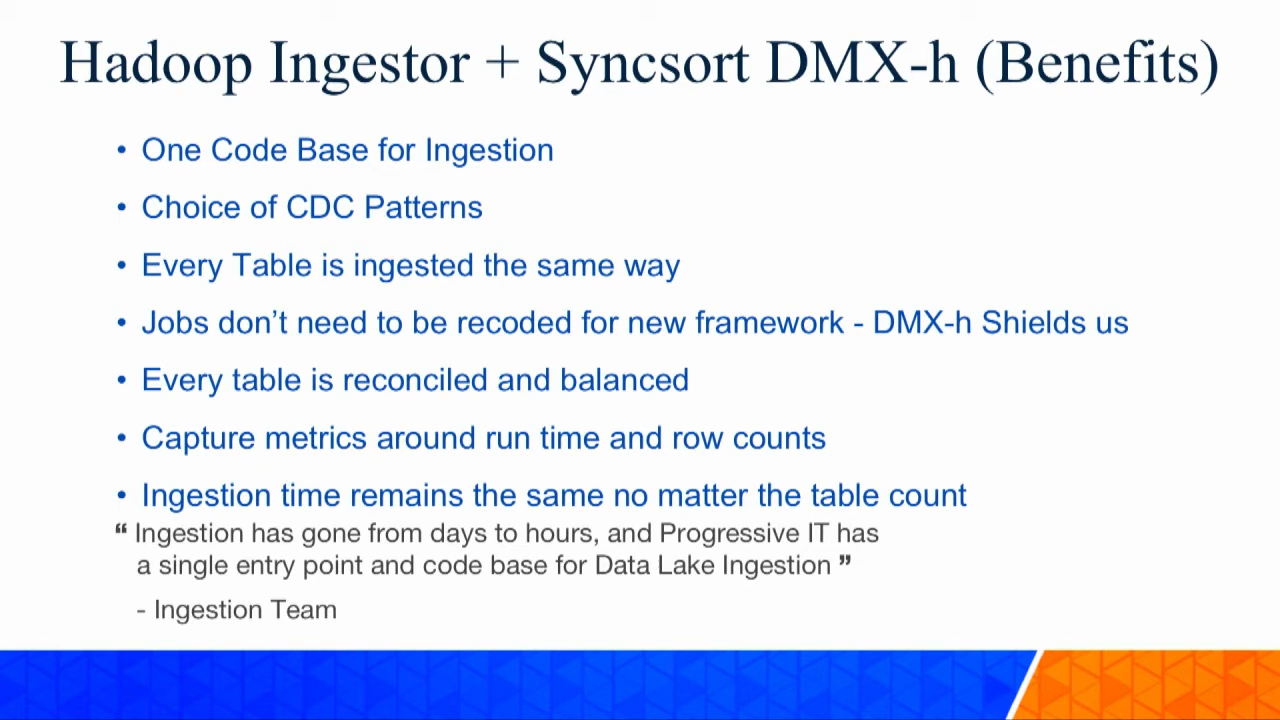 Hadoop Ingestor + Syncsort DMX-h (Benefits)
• One Code Base for Ingestion
• Choice of CDC Patterns
• Every Table is ingested the same way
• Jobs don’t need to be recoded for new framework - DMX-h Shields us
• Every table is reconciled and balanced
• Capture metrics around run time and row counts
• Ingestion time remains the same no matter the table count
❝ Ingestion has gone from days to hours, and Progressive IT has
a single entry point and code base for Data Lake Ingestion ❞
- Ingestion Team